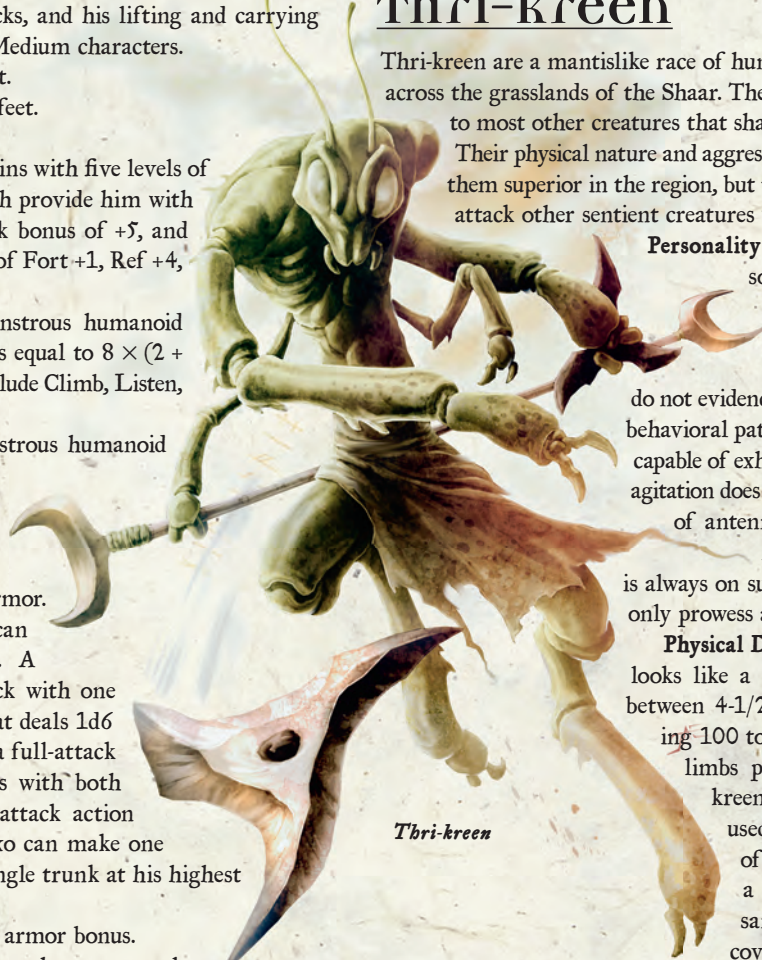 cks, and his lifting and carrying
Medium characters.
t.
feet.
ins with five levels of
h provide him with
k bonus of +5, and
of Fort +1, Ref +4,
nstrous humanoid
s equal to 8 × (2 +
lude Climb, Listen,
strous humanoid
rmor.
can
. A
ck with one
at deals 1d6
a full-attack
s with both
attack action
xo can make one
ngle trunk at his highest
armor bonus.
Thri-kreen
Thri-kreen are a mantislike race of hun
across the grasslands of the Shaar. The
to most other creatures that sha
Their physical nature and aggres
them superior in the region, but
attack other sentient creatures
Personality
so
do not evidenc
behavioral pat
capable of exh
agitation does
of antenn
is always on su
only prowess a
Physical D
looks like a
between 4-1/2
ing 100 to
limbs p
kreen
used
of
a
sa
cov
Thri-kreen